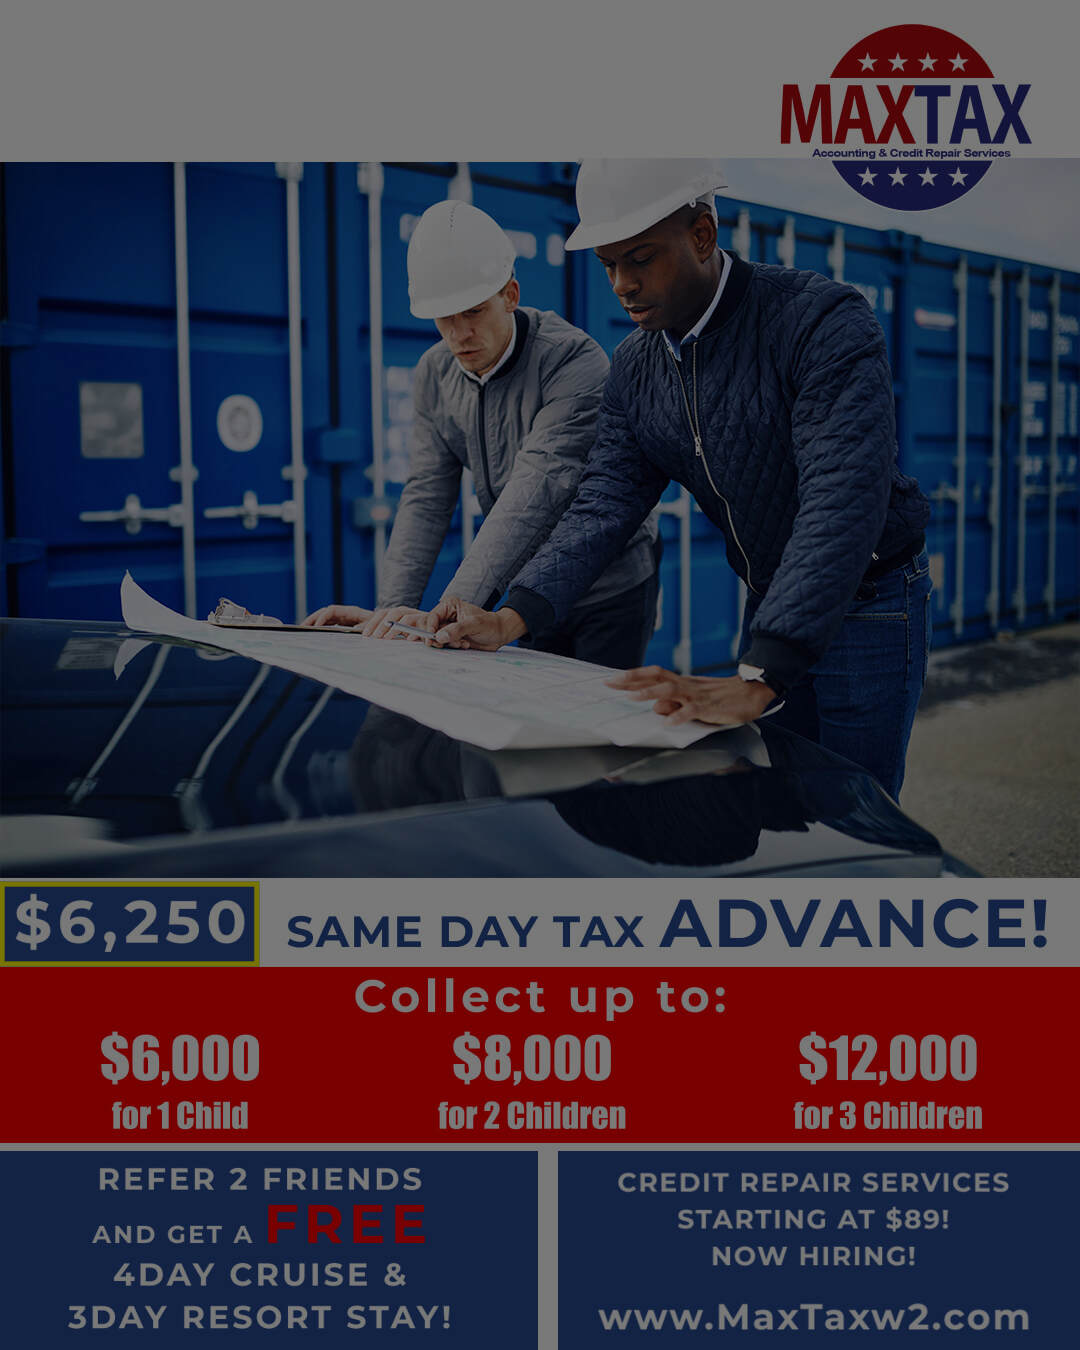 MAXTAX
Accounting & Credit Repair Services
$6,250 SAME DAY TAX ADVANCE!
Collect up to:
$6,000 $8,000 $12,000
for 1 Child for 2 Children for 3 Children
REFER 2 FRIENDS
AND GET A FREE
4DAY CRUISE &
3DAY RESORT STAY!
CREDIT REPAIR SERVICES
STARTING AT $89!
NOW HIRING!
www.MaxTaxw2.com